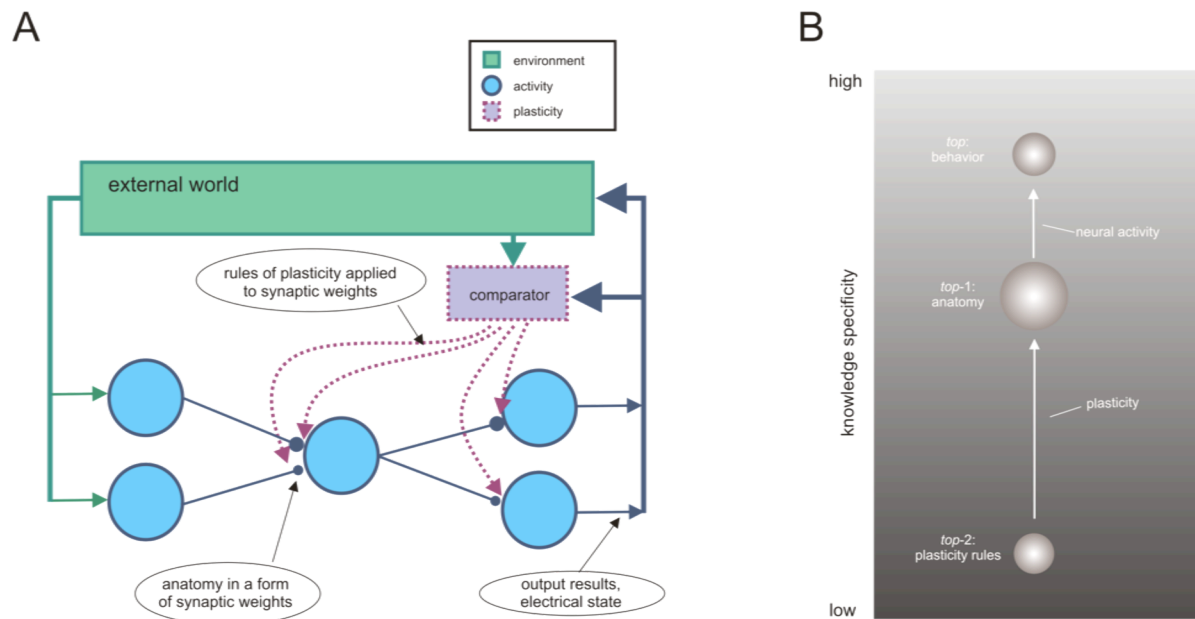 A
environment
activity
plasticity
external world
rules of plasticity applied
to synaptic weights
comparator
anatomy in a form
of synaptic weights
output results,
electrical state
B
high
knowledge specificity
low
top:
behavior
neural activity
top-1:
anatomy
plasticity
top-2:
plasticity rules